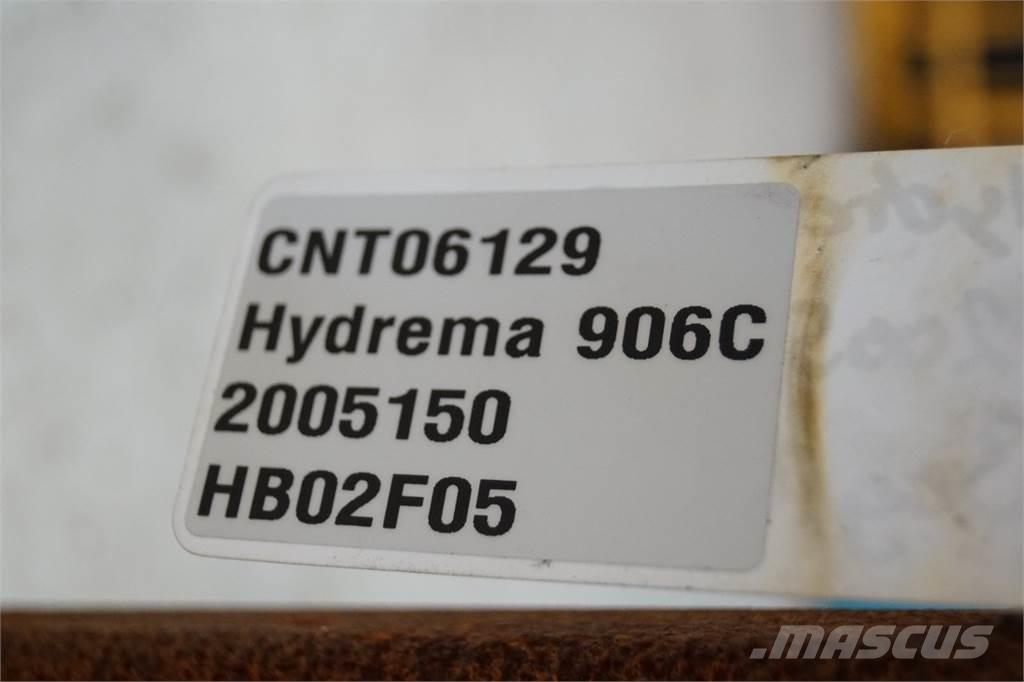 CNT06129
Hydrema 906C
2005150
HB02F05
.MASCUS